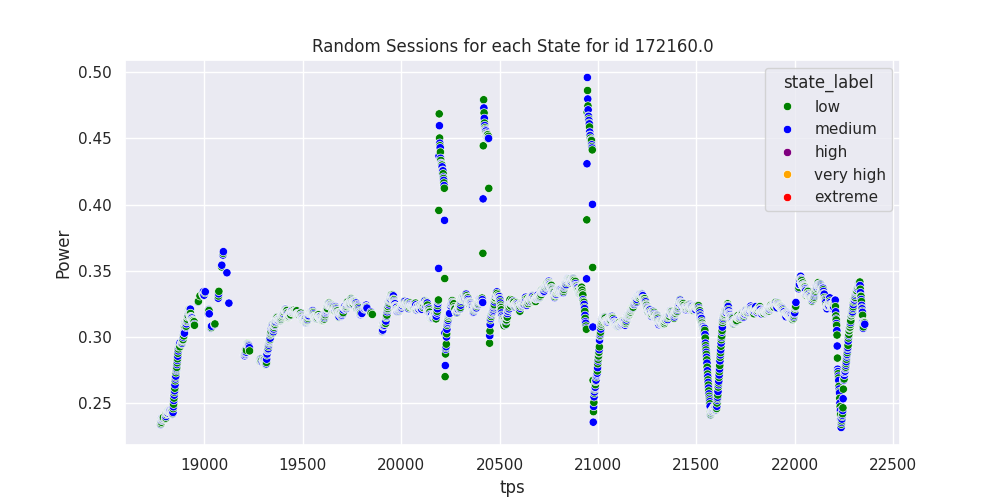 Random Sessions for each State for id 172160.0
Power
0.50
0.45
0.40
0.35
0.30
0.25
state_label
low
medium
high
very high
extreme
19000 19500 20000 20500 21000 21500 22000 22500
tps